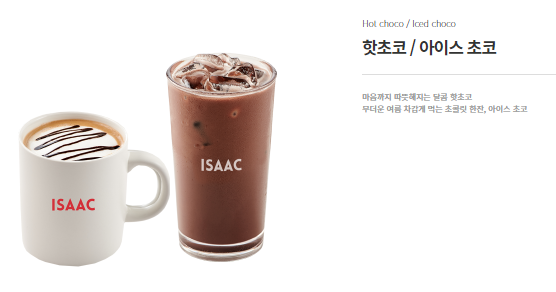 Hot choco / Iced choco
핫초코 / 아이스 초코
마음까지 따뜻해지는 달콤 핫초코
무더운 여름 차갑게 먹는 초콜릿 한잔, 아이스 초코
ISAAC
ISAAC